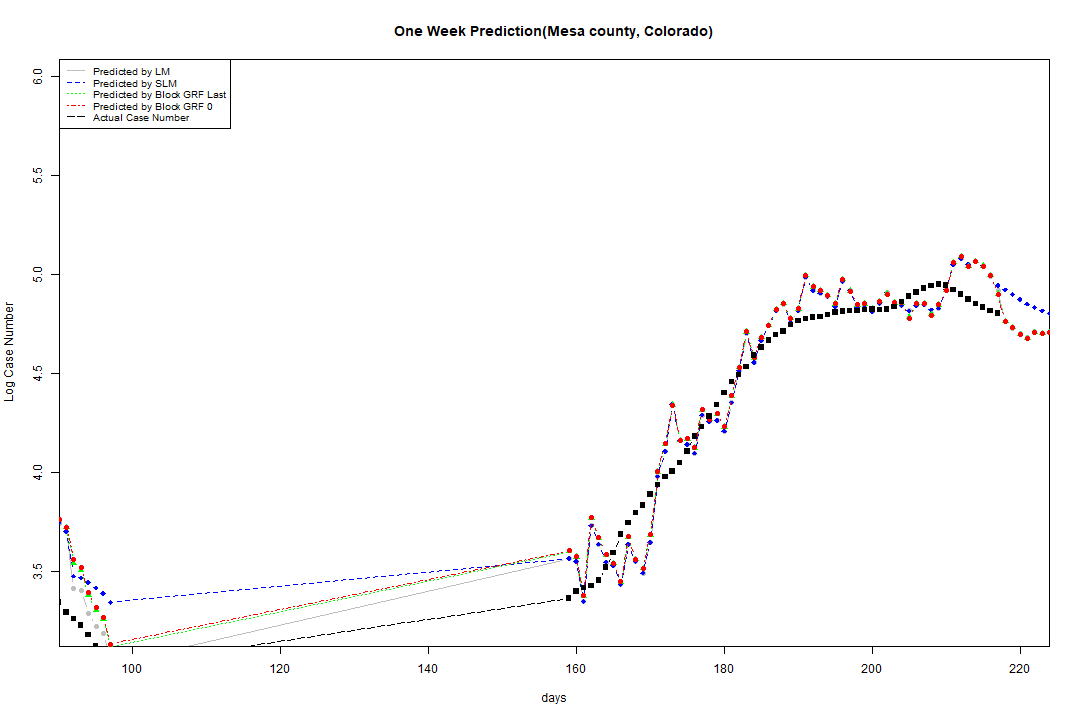 One Week Prediction(Mesa county, Colorado)
Predicted by LM
Predicted by SLM
Predicted by Block GRF Last
Predicted by Block GRF 0
Actual Case Number
Log Case Number
6.0
5.5
5.0
4.5
4.0
3.5
100 120 140 160 180 200 220
days